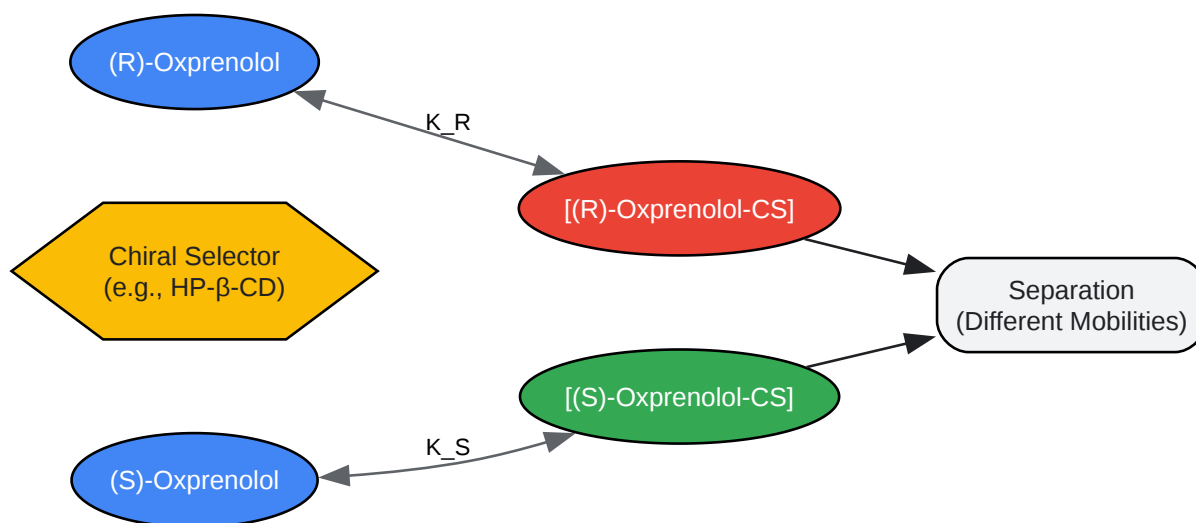 (R)-Oxprenolol
K_R
[(R)-Oxprenolol-CS]
Chiral Selector
(e.g., HP-β-CD)
Separation
(Different Mobilities)
[(S)-Oxprenolol-CS]
K_S
(S)-Oxprenolol